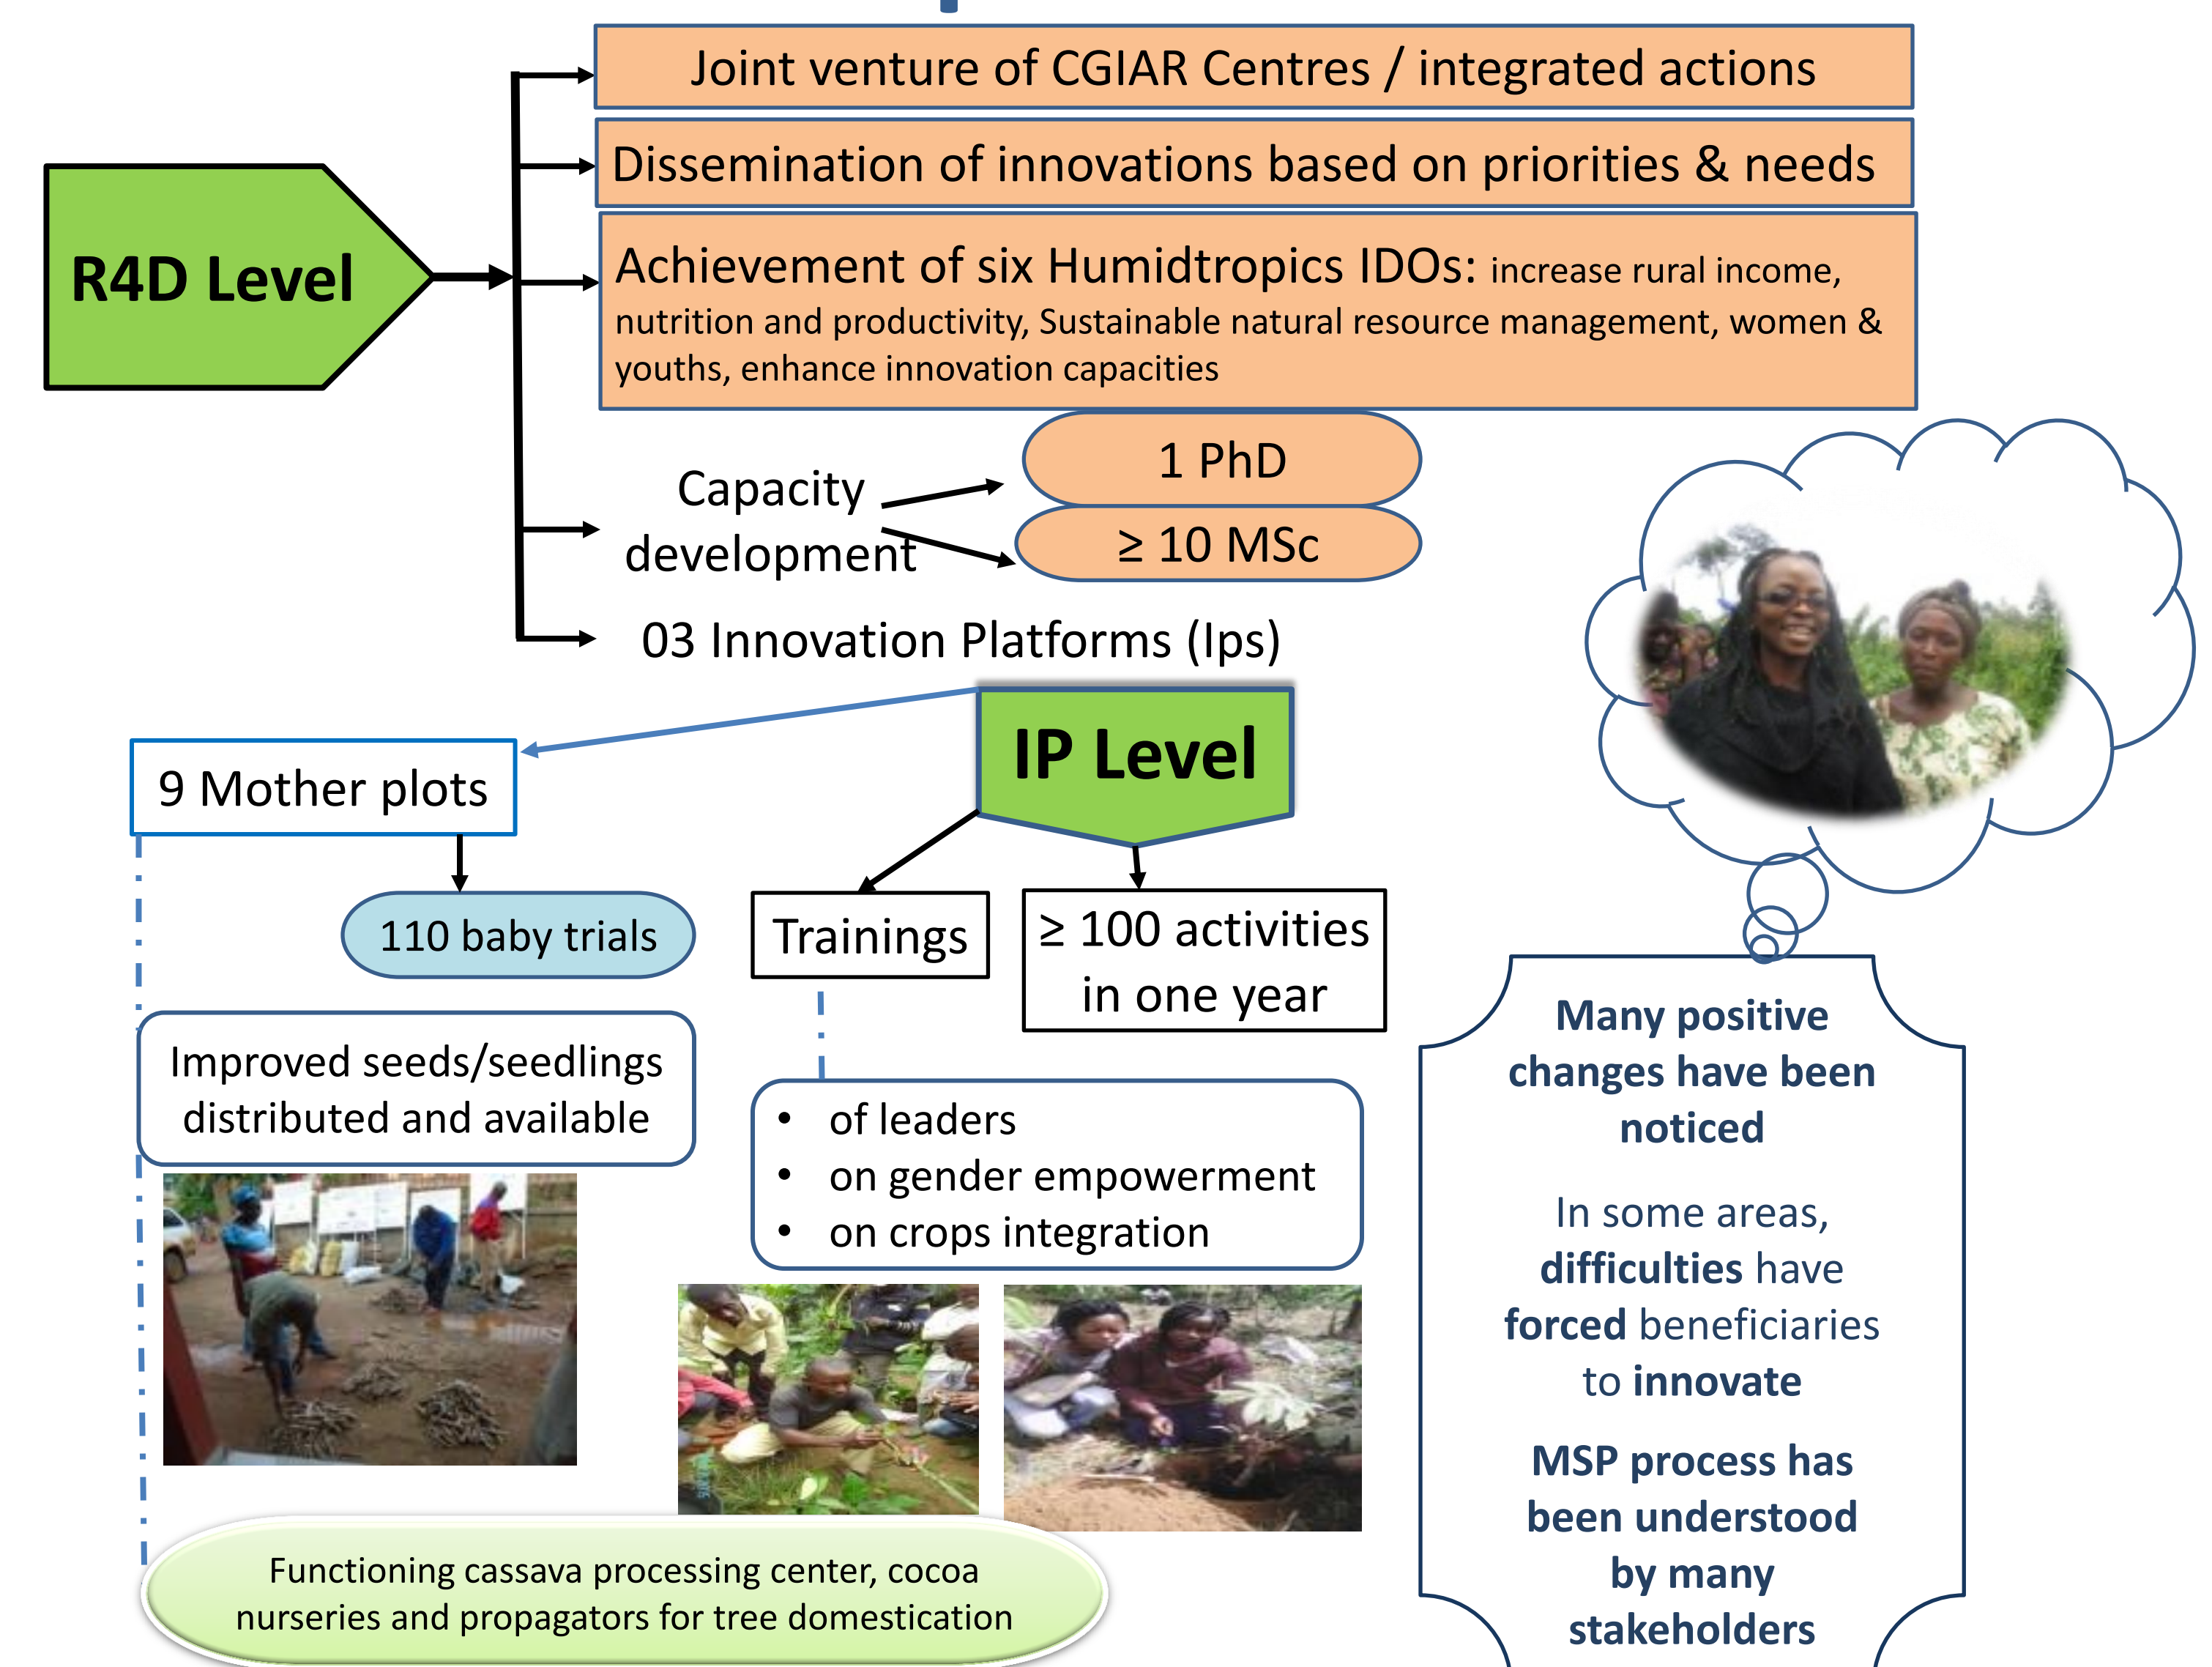 Joint venture of CGIAR Centres / integrated actions
Dissemination of innovations based on priorities & needs
R4D Level
Achievement of six Humidtropics IDOs: increase rural income,
nutrition and productivity, Sustainable natural resource management, women &
youths, enhance innovation capacities
Capacity
development
1 PhD
≥ 10 MSc
03 Innovation Platforms (Ips)
IP Level
9 Mother plots
110 baby trials
Trainings
≥ 100 activities
in one year
Improved seeds/seedlings
distributed and available
• of leaders
• on gender empowerment
• on crops integration
Functioning cassava processing center, cocoa
nurseries and propagators for tree domestication
Many positive
changes have been
noticed
In some areas,
difficulties have
forced beneficiaries
to innovate
MSP process has
been understood
by many
stakeholders